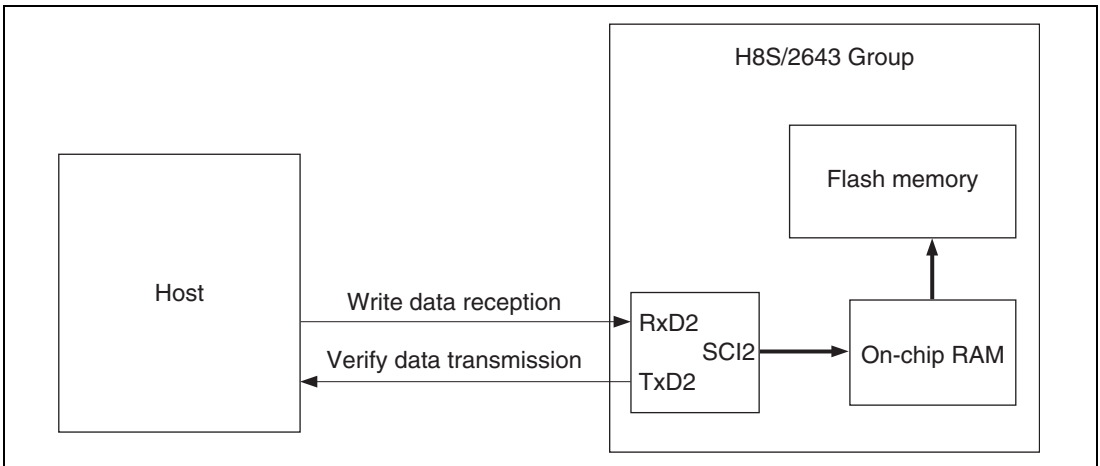 H8S/2643 Group
Flash memory
Host
Write data reception
RxD2
SCI2
On-chip RAM
Verify data transmission
TxD2